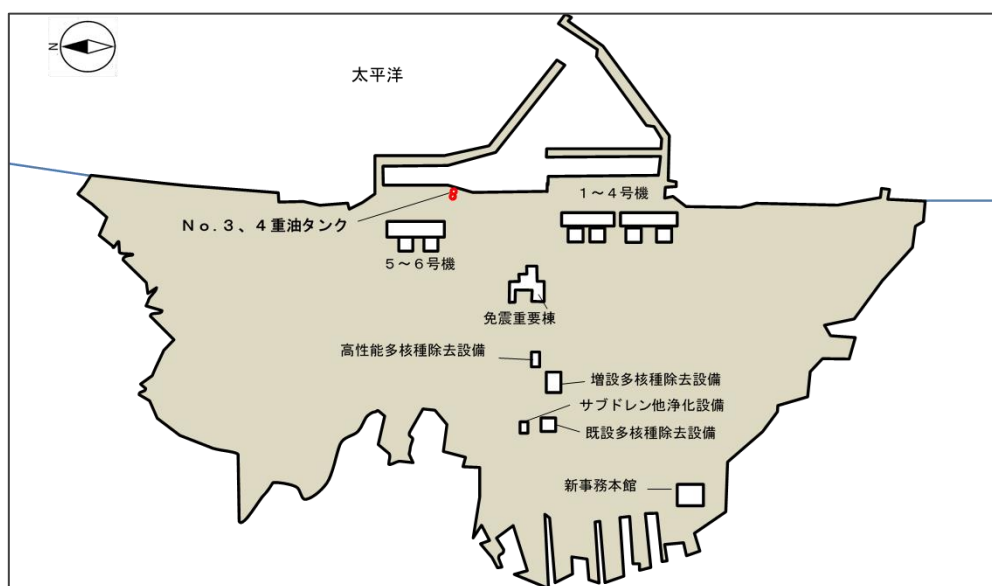 N
太平洋
1～4号機
No.3、4重油タンク
5～6号機
免震重要棟
高性能多核種除去設備
増設多核種除去設備
サブドレン他浄化設備
既設多核種除去設備
新事務本館